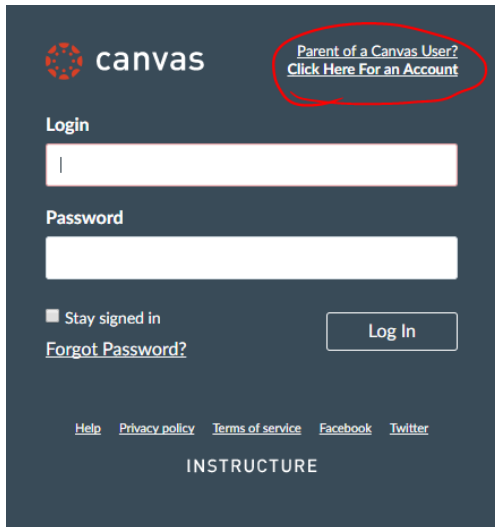 canvas
Parent of a Canvas User?
Click Here For an Account
Login
Password
Stay signed in
Log In
Forgot Password?
Help Privacy policy Terms of service Facebook Twitter
INSTRUCTURE